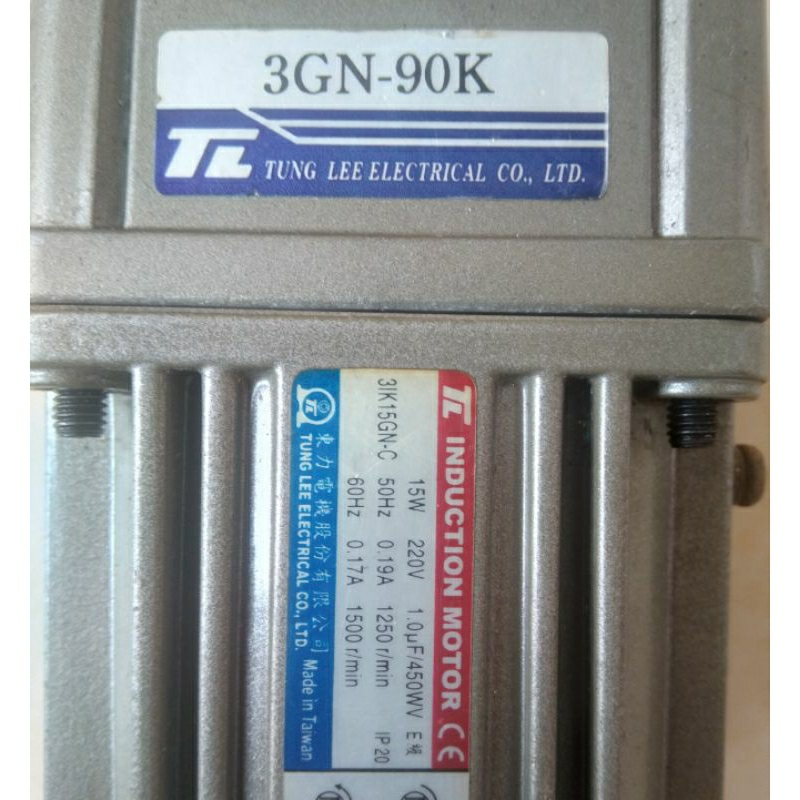 3GN-90K
TL TUNG LEE ELECTRICAL CO., LTD.
TL INDUCTION MOTOR CE
15W 220V 1.0μF/450WV E級
3IK15GN-C 50Hz 0.19A 1250 r/min IP20
60Hz 0.17A 1500 r/min
TL 東力電機股份有限公司
TUNG LEE ELECTRICAL CO., LTD. Made in Taiwan